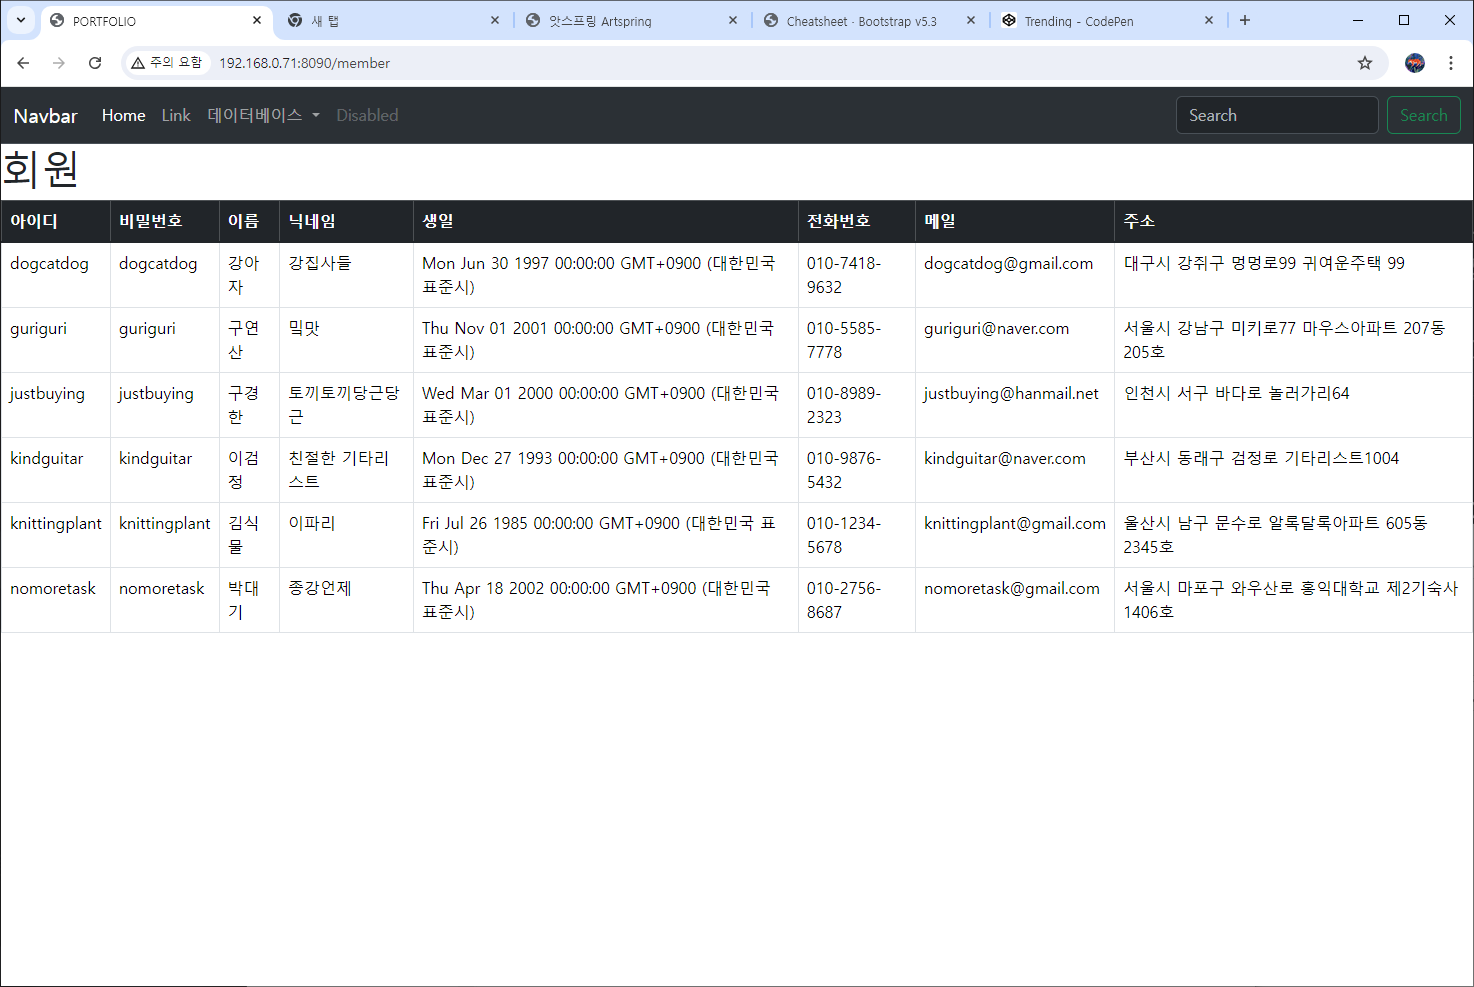 PORTFOLIO
새 탭
앗스프링 Artspring
Cheatsheet · Bootstrap v5.3
Trending - CodePen
주의 요함 192.168.0.71:8090/member
Navbar Home Link 데이터베이스 Disabled Search Search
회원
아이디 비밀번호 이름 닉네임 생일 전화번호 메일 주소
dogcatdog dogcatdog 강아 강집사들 Mon Jun 30 1997 00:00:00 GMT+0900 (대한민국 010-7418- dogcatdog@gmail.com 대구시 강쥐구 멍멍로99 귀여운주택 99
자 표준시) 9632
guriguri guriguri 구연 밐맛 Thu Nov 01 2001 00:00:00 GMT+0900 (대한민국 010-5585- guriguri@naver.com 서울시 강남구 미키로77 마우스아파트 207동
산 표준시) 7778 205호
justbuying justbuying 구경 토끼토끼당근당 Wed Mar 01 2000 00:00:00 GMT+0900 (대한민국 010-8989- justbuying@hanmail.net 인천시 서구 바다로 놀러가리64
한 근 표준시) 2323
kindguitar kindguitar 이검 친절한 기타리 Mon Dec 27 1993 00:00:00 GMT+0900 (대한민국 010-9876- kindguitar@naver.com 부산시 동래구 검정로 기타리스트1004
정 스트 표준시) 5432
knittingplant knittingplant 김식 이파리 Fri Jul 26 1985 00:00:00 GMT+0900 (대한민국 표 010-1234- knittingplant@gmail.com 울산시 남구 문수로 알록달록아파트 605동
물 준시) 5678 2345호
nomoretask nomoretask 박대 종강언제 Thu Apr 18 2002 00:00:00 GMT+0900 (대한민국 010-2756- nomoretask@gmail.com 서울시 마포구 와우산로 홍익대학교 제2기숙사
기 표준시) 8687 1406호